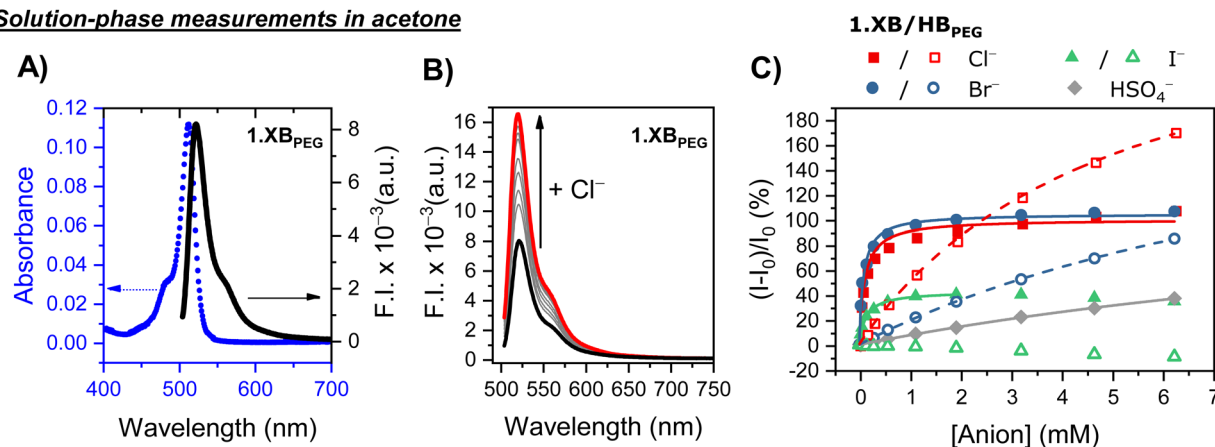 Solution-phase measurements in acetone
A)
0.12
0.10
0.08
0.06
0.04
0.02
0.00
Absorbance
400
500
600
700
Wavelength (nm)
8
6
4
2
0
F.I. x 10⁻³(a.u.)
1.XB_PEG
B)
16
14
12
10
8
6
4
2
0
F.I. x 10⁻³(a.u.)
500
550
600
650
700
750
Wavelength (nm)
1.XB_PEG
+ Cl⁻
C)
1.XB/HB_PEG
/ Cl⁻
/ I⁻
/ Br⁻
HSO₄⁻
180
160
140
120
100
80
60
40
20
0
-20
(I-I₀)/I₀ (%)
0
1
2
3
4
5
6
7
[Anion] (mM)